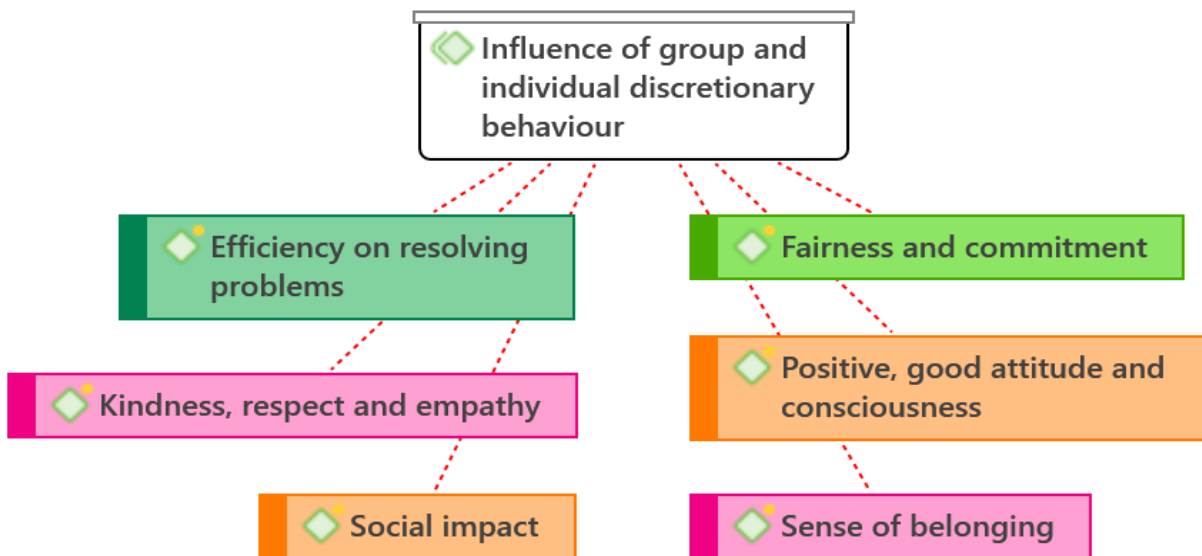 Influence of group and
individual discretionary
behaviour
Efficiency on resolving
problems
Fairness and commitment
Kindness, respect and empathy
Positive, good attitude and
consciousness
Social impact
Sense of belonging